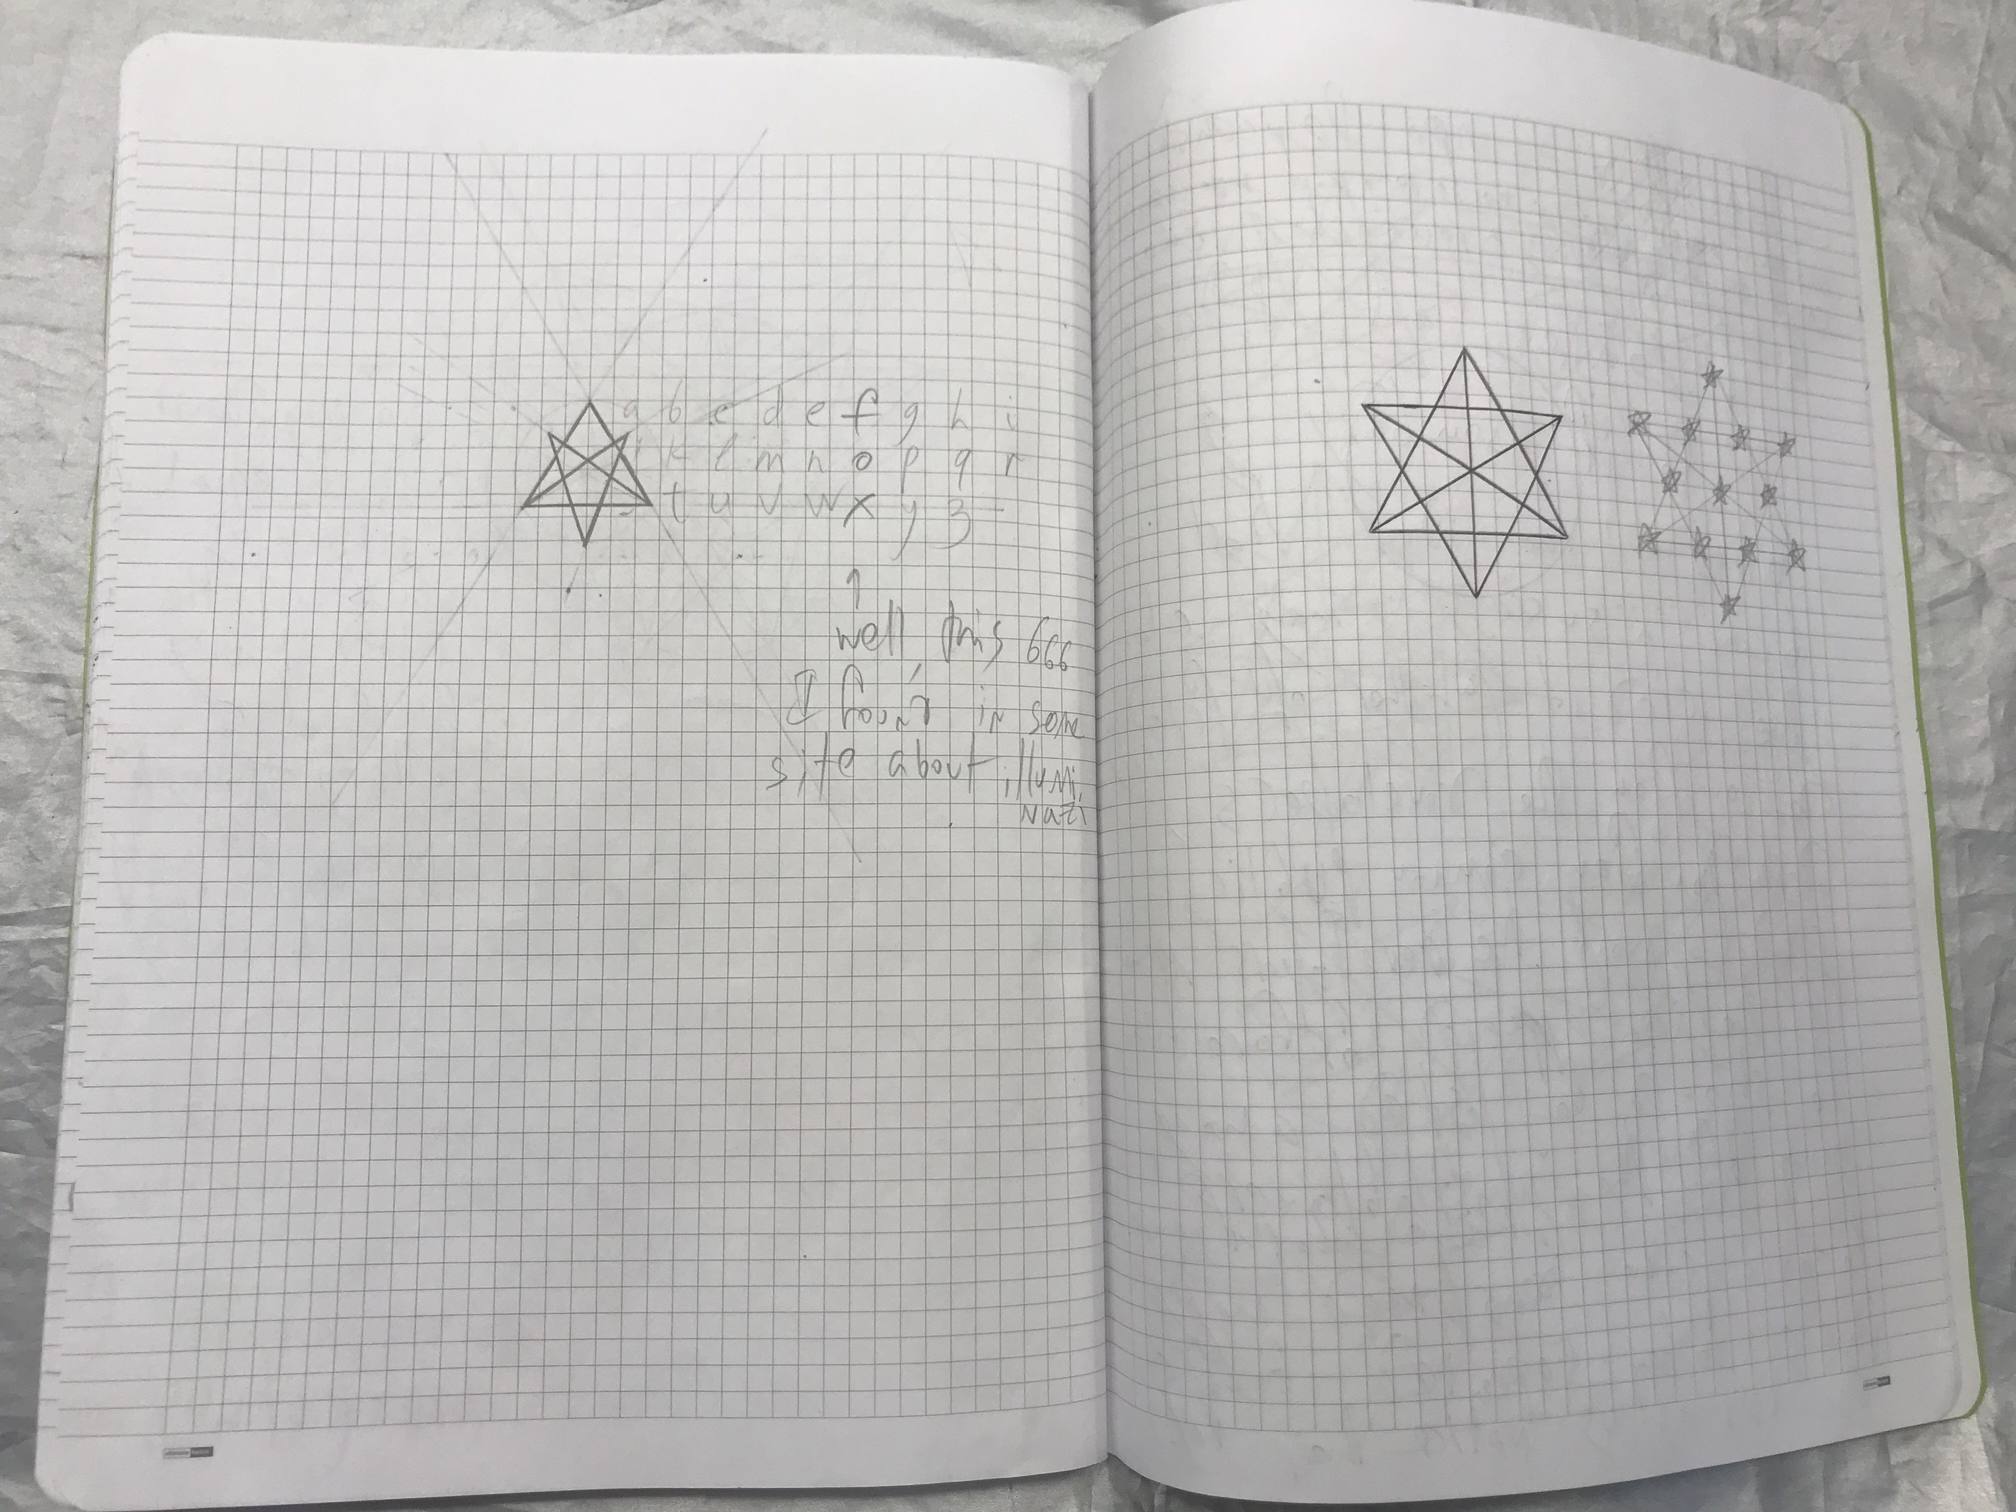 a b c d e f g h i
j k l m n o p q r
s t u v w x y z -
↑
well, this 666
I found in some
site about illumi
nati